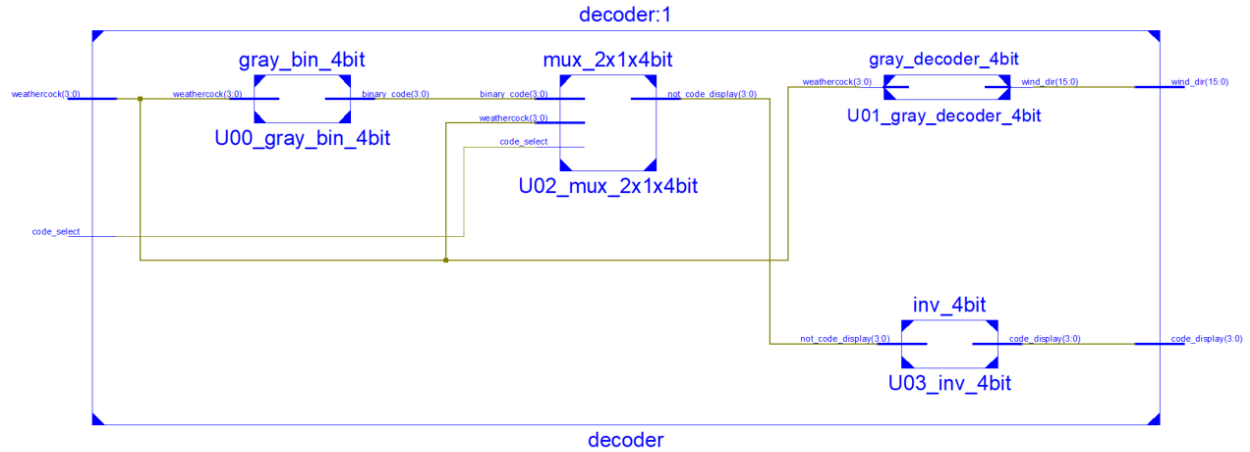 decoder:1
gray_bin_4bit
mux_2x1x4bit
gray_decoder_4bit
weathercock(3:0)
weathercock(3:0)
binary_code(3:0)
binary_code(3:0)
not_code_display(3:0)
weathercock(3:0)
wind_dir(15:0)
wind_dir(15:0)
weathercock(3:0)
code_select
U00_gray_bin_4bit
U02_mux_2x1x4bit
U01_gray_decoder_4bit
code_select
inv_4bit
not_code_display(3:0)
code_display(3:0)
code_display(3:0)
U03_inv_4bit
decoder